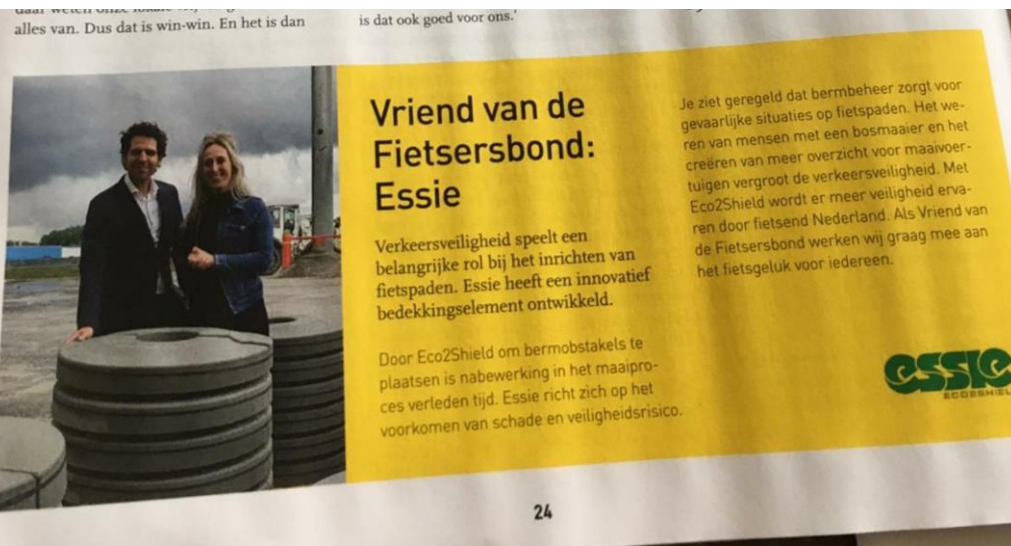 alles van. Dus dat is win-win. En het is dan
is dat ook goed voor ons.'
Vriend van de
Fietsersbond:
Essie
Verkeersveiligheid speelt een
belangrijke rol bij het inrichten van
fietspaden. Essie heeft een innovatief
bedekkingselement ontwikkeld.
Door Eco2Shield om bermobstakels te
plaatsen is nabewerking in het maaipro-
ces verleden tijd. Essie richt zich op het
voorkomen van schade en veiligheidsrisico.
Je ziet geregeld dat bermbeheer zorgt voor
gevaarlijke situaties op fietspaden. Het we-
ren van mensen met een bosmaaier en het
creëren van meer overzicht voor maaivoer-
tuigen vergroot de verkeersveiligheid. Met
Eco2Shield wordt er meer veiligheid erva-
ren door fietsend Nederland. Als Vriend van
de Fietsersbond werken wij graag mee aan
het fietsgeluk voor iedereen.
essie
ECO2SHIEL
24